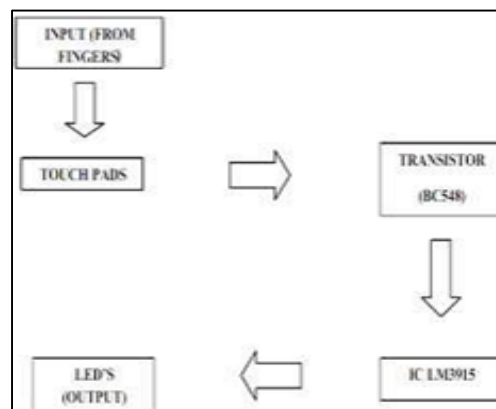 INPUT (FROM
FINGERS)
TOUCH PADS
TRANSISTOR
(BC548)
IC LM3915
LED'S
(OUTPUT)